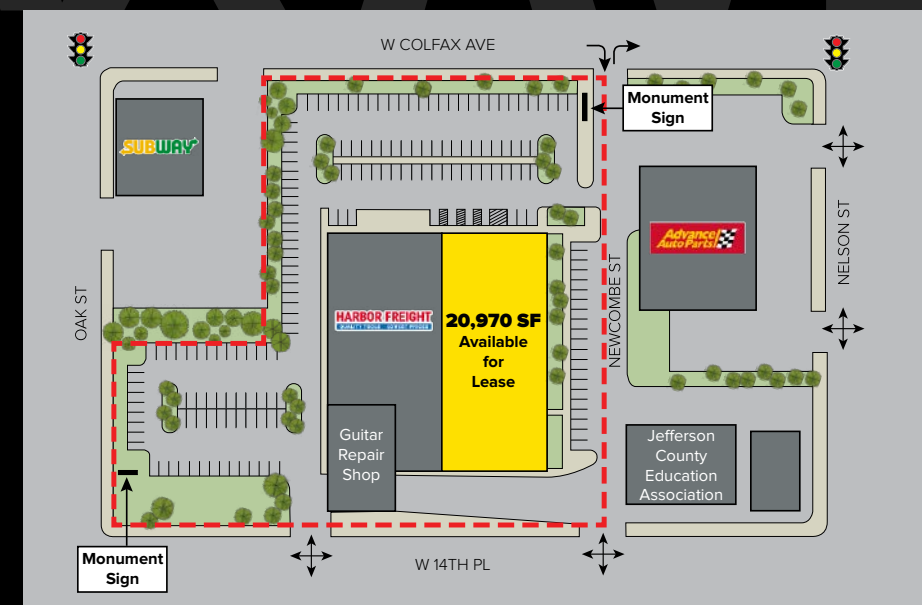 W COLFAX AVE
Monument
Sign
SUBWAY
Advance
Auto Parts
NELSON ST
OAK ST
NEWCOMBE ST
HARBOR FREIGHT
QUALITY TOOLS LOWEST PRICES
20,970 SF
Available
for
Lease
Guitar
Repair
Shop
Jefferson
County
Education
Association
Monument
Sign
W 14TH PL